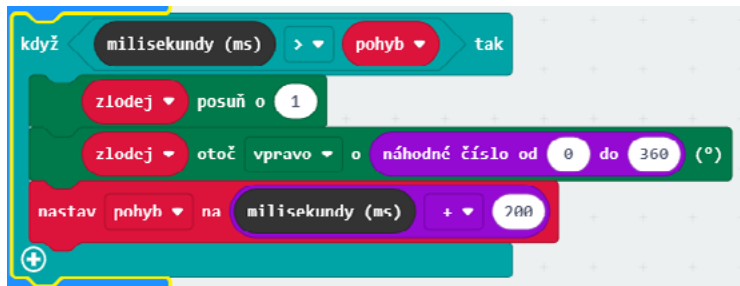 když milisekundy (ms) > pohyb tak
zlodej posuň o 1
zlodej otoč vpravo o náhodné číslo od 0 do 360 (°)
nastav pohyb na milisekundy (ms) + 200